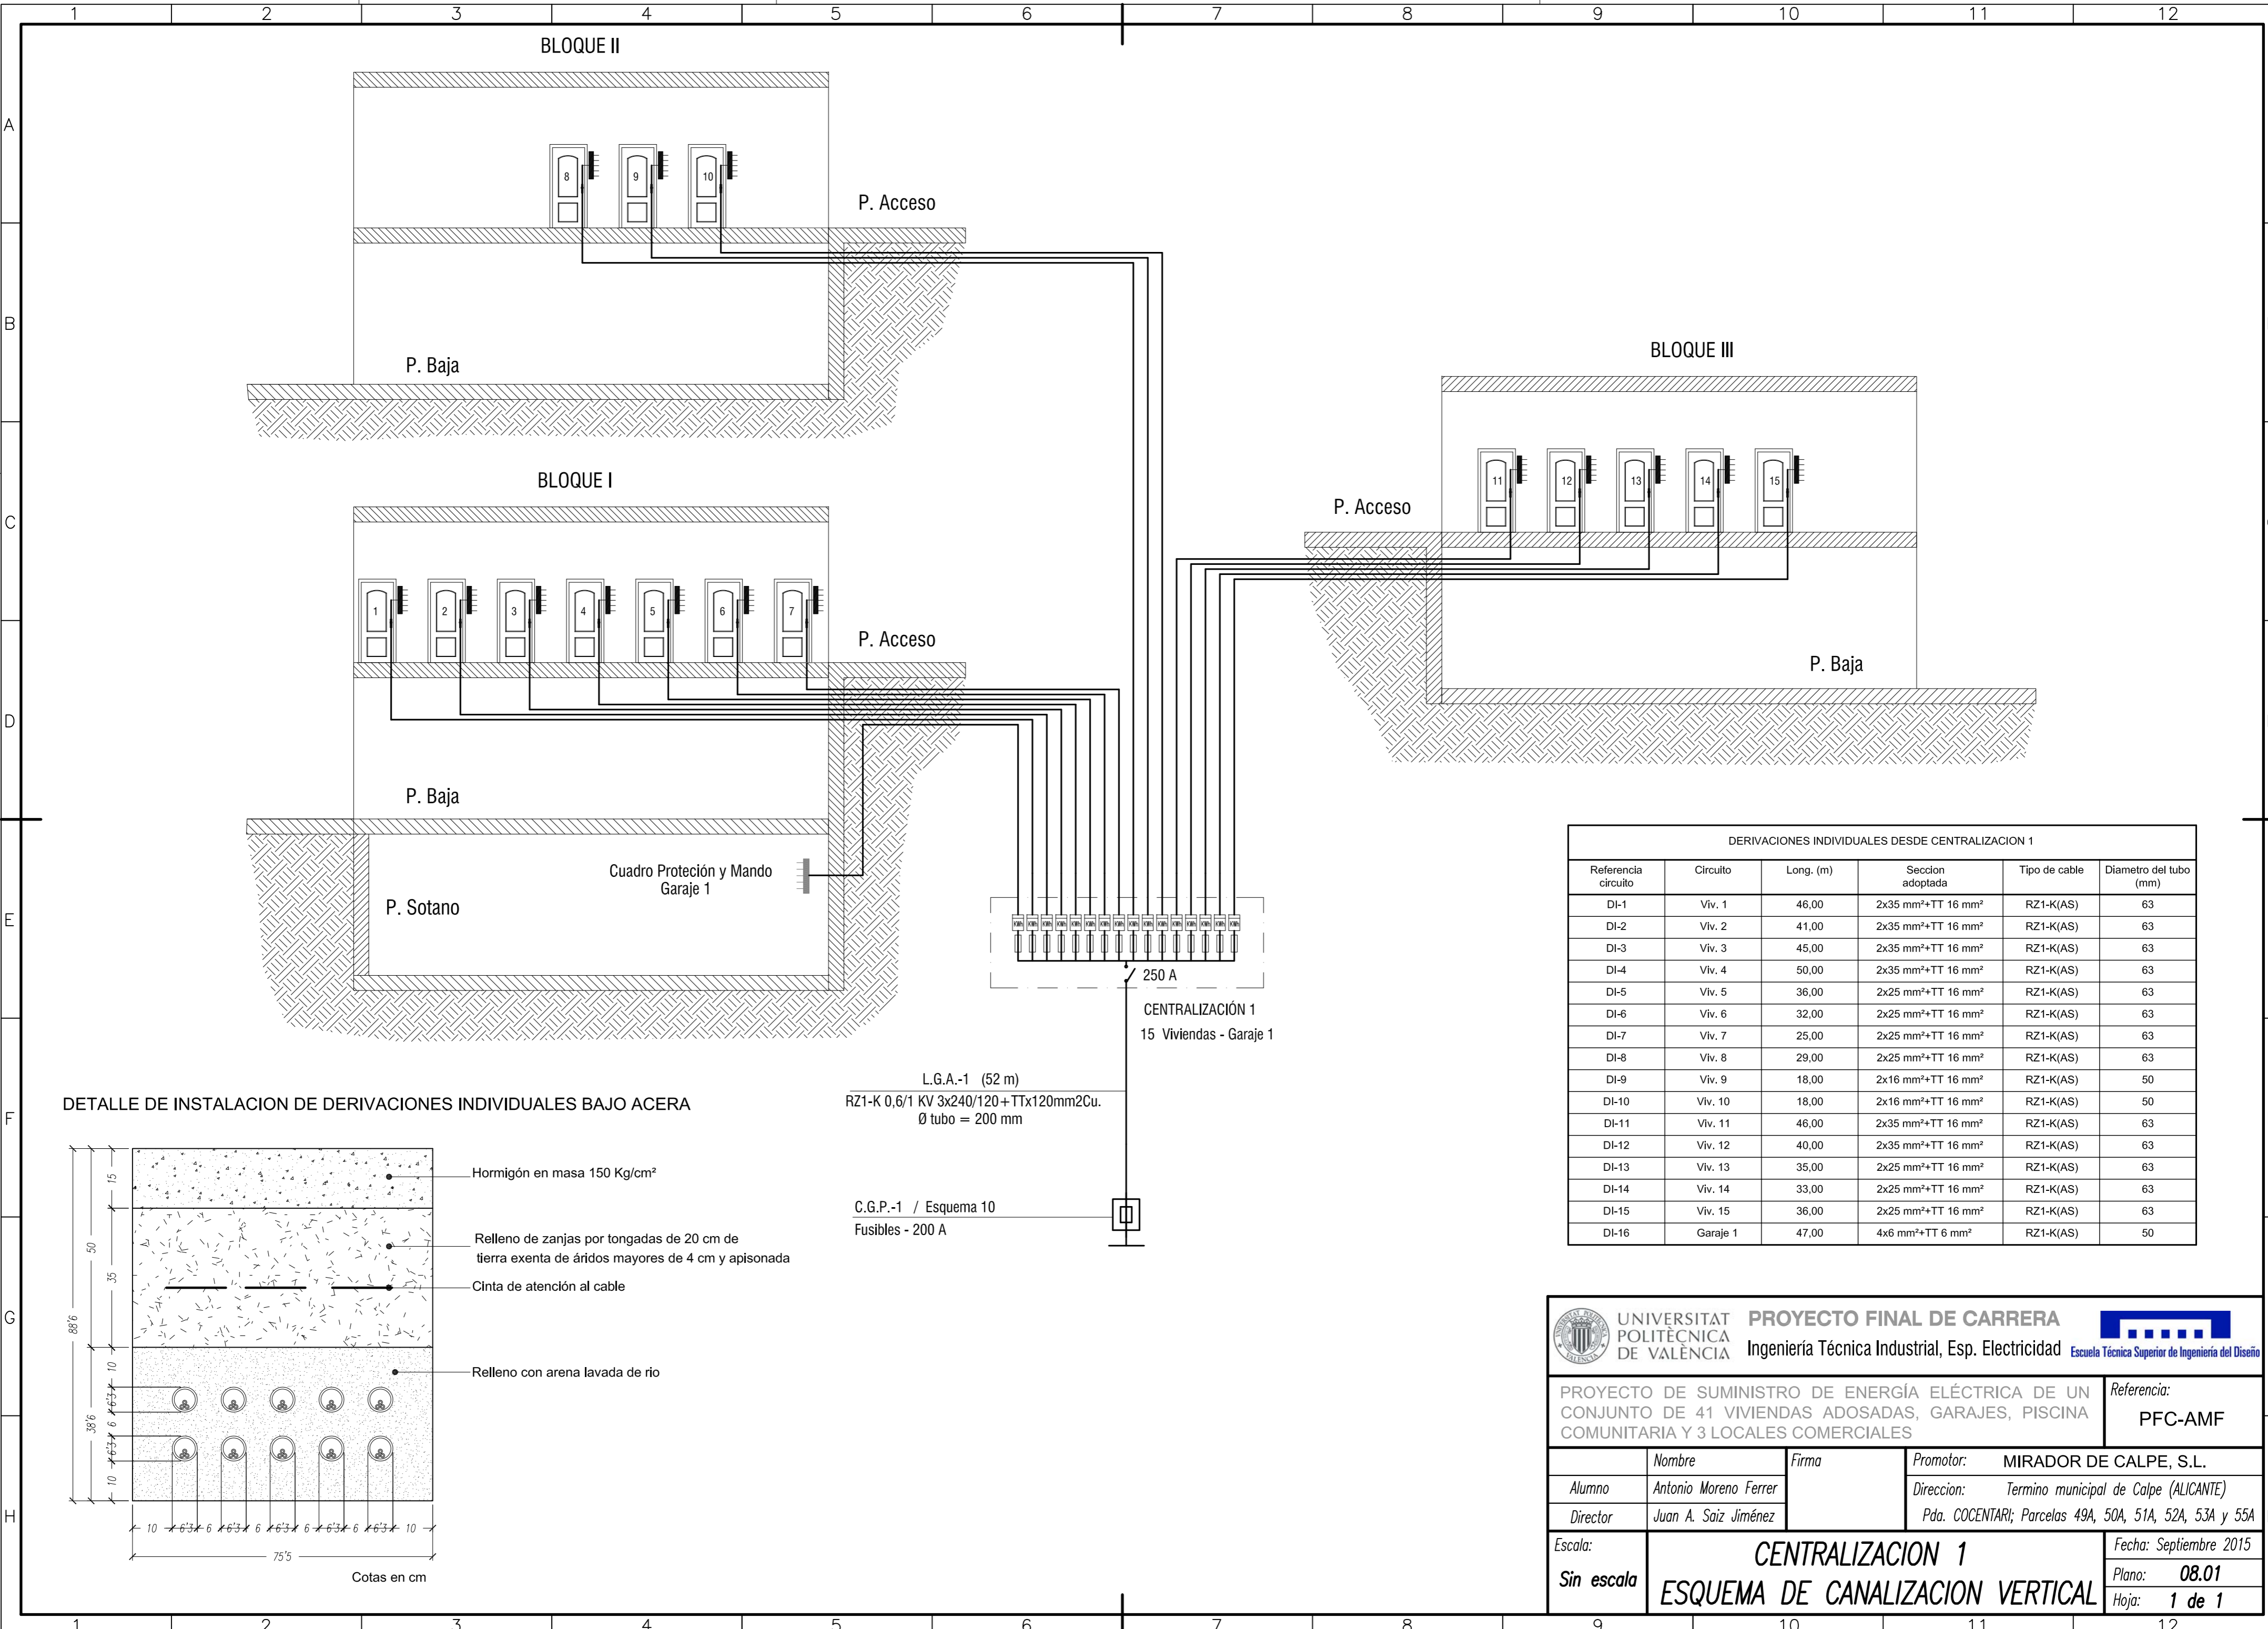 1 2 3 4 5 6 7 8 9 10 11 12
A
B
C
D
E
F
G
H
BLOQUE II
8 9 10
P. Acceso
P. Baja
BLOQUE I
1 2 3 4 5 6 7
P. Acceso
P. Baja
Cuadro Proteción y Mando
Garaje 1
P. Sotano
BLOQUE III
11 12 13 14 15
P. Acceso
P. Baja
250 A
CENTRALIZACIÓN 1
15 Viviendas - Garaje 1
L.G.A.-1 (52 m)
RZ1-K 0,6/1 KV 3x240/120+TTx120mm2Cu.
Ø tubo = 200 mm
C.G.P.-1 / Esquema 10
Fusibles - 200 A
DERIVACIONES INDIVIDUALES DESDE CENTRALIZACION 1
Referencia circuito Circuito Long. (m) Seccion adoptada Tipo de cable Diametro del tubo (mm)
DI-1 Viv. 1 46,00 2x35 mm²+TT 16 mm² RZ1-K(AS) 63
DI-2 Viv. 2 41,00 2x35 mm²+TT 16 mm² RZ1-K(AS) 63
DI-3 Viv. 3 45,00 2x35 mm²+TT 16 mm² RZ1-K(AS) 63
DI-4 Viv. 4 50,00 2x35 mm²+TT 16 mm² RZ1-K(AS) 63
DI-5 Viv. 5 36,00 2x25 mm²+TT 16 mm² RZ1-K(AS) 63
DI-6 Viv. 6 32,00 2x25 mm²+TT 16 mm² RZ1-K(AS) 63
DI-7 Viv. 7 25,00 2x25 mm²+TT 16 mm² RZ1-K(AS) 63
DI-8 Viv. 8 29,00 2x25 mm²+TT 16 mm² RZ1-K(AS) 63
DI-9 Viv. 9 18,00 2x16 mm²+TT 16 mm² RZ1-K(AS) 50
DI-10 Viv. 10 18,00 2x16 mm²+TT 16 mm² RZ1-K(AS) 50
DI-11 Viv. 11 46,00 2x35 mm²+TT 16 mm² RZ1-K(AS) 63
DI-12 Viv. 12 40,00 2x35 mm²+TT 16 mm² RZ1-K(AS) 63
DI-13 Viv. 13 35,00 2x25 mm²+TT 16 mm² RZ1-K(AS) 63
DI-14 Viv. 14 33,00 2x25 mm²+TT 16 mm² RZ1-K(AS) 63
DI-15 Viv. 15 36,00 2x25 mm²+TT 16 mm² RZ1-K(AS) 63
DI-16 Garaje 1 47,00 4x6 mm²+TT 6 mm² RZ1-K(AS) 50
DETALLE DE INSTALACION DE DERIVACIONES INDIVIDUALES BAJO ACERA
Hormigón en masa 150 Kg/cm²
Relleno de zanjas por tongadas de 20 cm de
tierra exenta de áridos mayores de 4 cm y apisonada
Cinta de atención al cable
Relleno con arena lavada de rio
88'6
50
38'6
15
35
10
6'3
6
6'3
10
10 6'3 6 6'3 6 6'3 6 6'3 6 6'3 10
75'5
Cotas en cm
UNIVERSITAT
POLITÈCNICA
DE VALÈNCIA
PROYECTO FINAL DE CARRERA
Ingeniería Técnica Industrial, Esp. Electricidad
Escuela Técnica Superior de Ingeniería del Diseño
PROYECTO DE SUMINISTRO DE ENERGÍA ELÉCTRICA DE UN
CONJUNTO DE 41 VIVIENDAS ADOSADAS, GARAJES, PISCINA
COMUNITARIA Y 3 LOCALES COMERCIALES
Referencia:
PFC-AMF
Nombre Firma
Alumno Antonio Moreno Ferrer
Director Juan A. Saiz Jiménez
Promotor: MIRADOR DE CALPE, S.L.
Direccion: Termino municipal de Calpe (ALICANTE)
Pda. COCENTARI; Parcelas 49A, 50A, 51A, 52A, 53A y 55A
Escala:
Sin escala
CENTRALIZACION 1
ESQUEMA DE CANALIZACION VERTICAL
Fecha: Septiembre 2015
Plano: 08.01
Hoja: 1 de 1
1 2 3 4 5 6 7 8 9 10 11 12